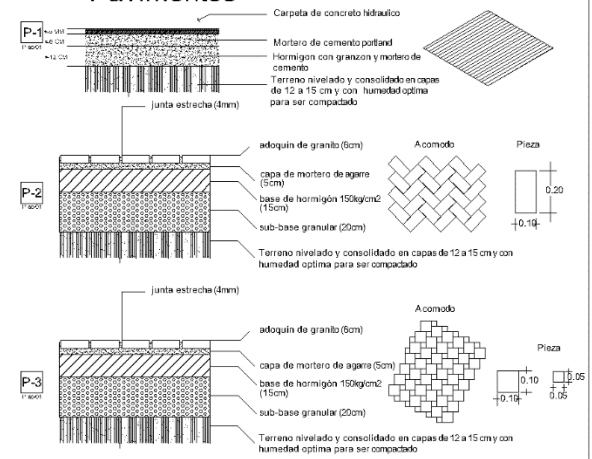 Pavimentos
P-1
Carpeta de concreto hidraulico
Mortero de cemento portland
Hormigon con granzon y mortero de
cemento
Terreno nivelado y consolidado en capas
de 12 a 15 cm y con humedad optima
para ser compactado
12 CM
junta estrecha (4mm)
P-2
adoquin de granito (6cm)
capa de mortero de agarre
(5cm)
base de hormigón 150kg/cm2
(15cm)
sub-base granular (20cm)
Terreno nivelado y consolidado en capas de 12 a 15 cm y con
humedad optima para ser compactado
Acomodo
Pieza
0.20
0.10
junta estrecha (4mm)
P-3
adoquin de granito (6cm)
capa de mortero de agarre (5cm)
base de hormigón 150kg/cm2
(15cm)
sub-base granular (20cm)
Terreno nivelado y consolidado en capas de 12 a 15 cm y con
humedad optima para ser compactado
Acomodo
Pieza
0.10
0.10
0.05
0.05